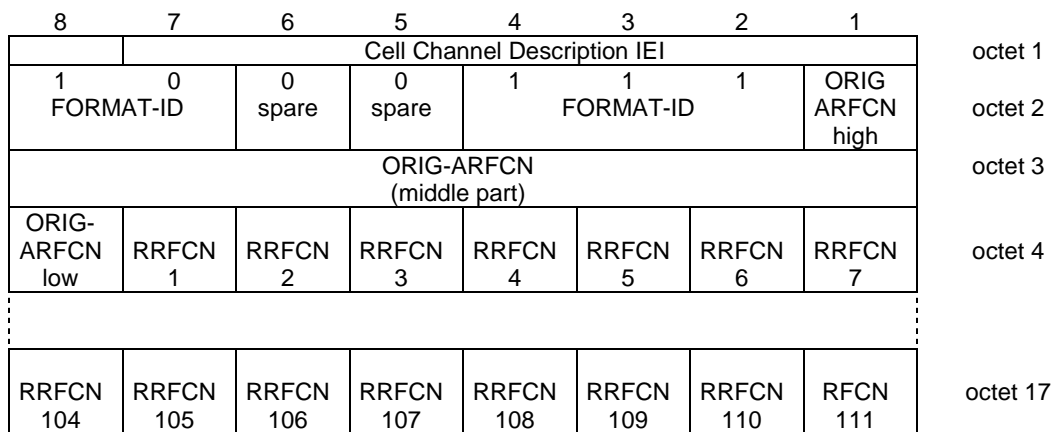 8 7 6 5 4 3 2 1
Cell Channel Description IEI octet 1
1 0 0 0 1 1 1 ORIG
FORMAT-ID spare spare FORMAT-ID ARFCN octet 2
high
ORIG-ARFCN octet 3
(middle part)
ORIG-
ARFCN RRFCN RRFCN RRFCN RRFCN RRFCN RRFCN RRFCN octet 4
low 1 2 3 4 5 6 7
RRFCN RRFCN RRFCN RRFCN RRFCN RRFCN RRFCN RFCN octet 17
104 105 106 107 108 109 110 111